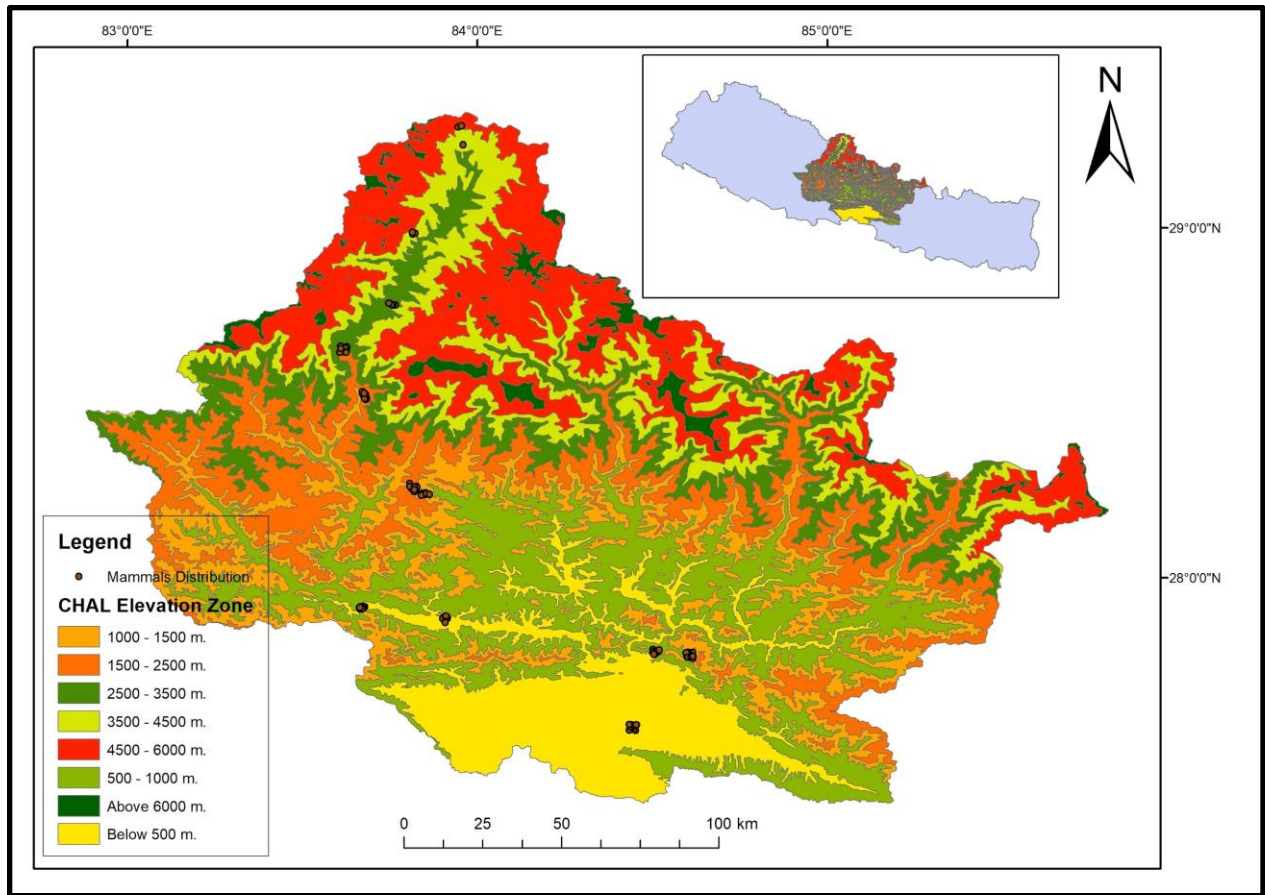 83°0'0"E
84°0'0"E
85°0'0"E
N
29°0'0"N
28°0'0"N
Legend
Mammals Distribution
CHAL Elevation Zone
1000 - 1500 m.
1500 - 2500 m.
2500 - 3500 m.
3500 - 4500 m.
4500 - 6000 m.
500 - 1000 m.
Above 6000 m.
Below 500 m.
0 25 50 100 km